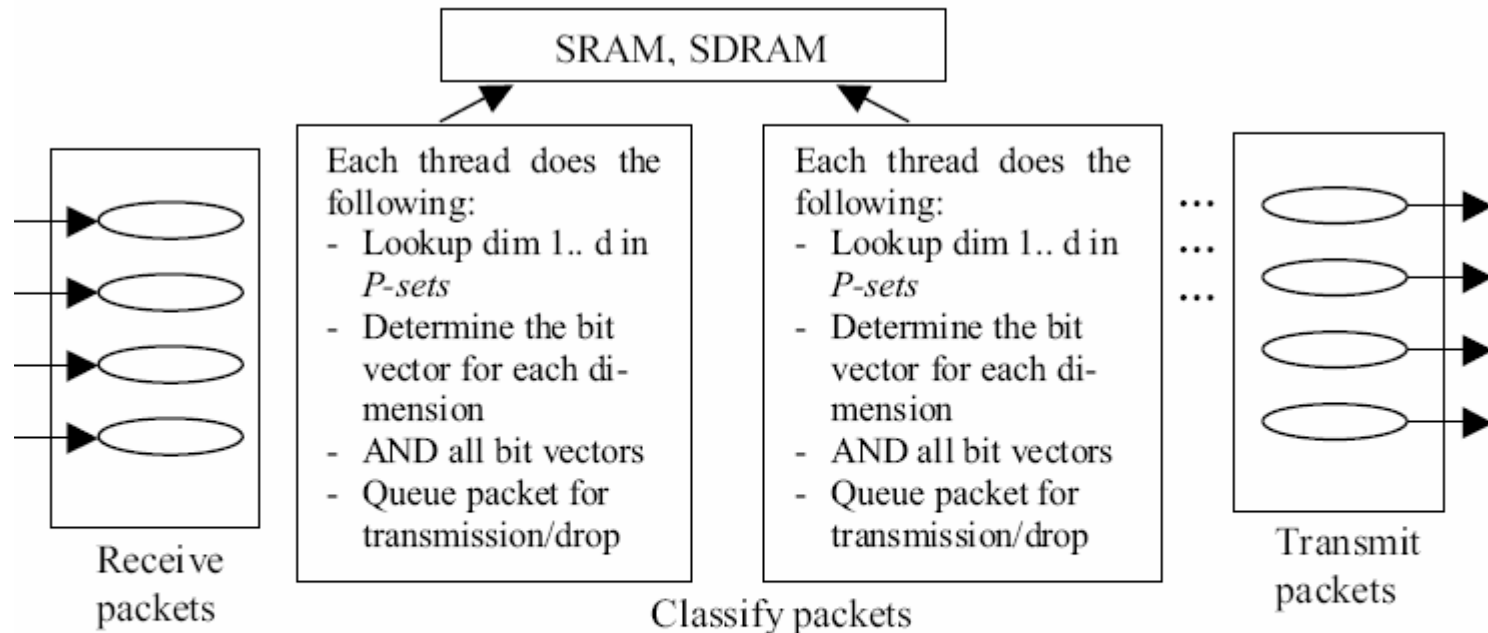 SRAM, SDRAM
Each thread does the
following:
- Lookup dim 1.. d in
P-sets
- Determine the bit
vector for each di-
mension
- AND all bit vectors
- Queue packet for
transmission/drop
Each thread does the
following:
- Lookup dim 1.. d in
P-sets
- Determine the bit
vector for each di-
mension
- AND all bit vectors
- Queue packet for
transmission/drop
...
...
...
Receive
packets
Classify packets
Transmit
packets